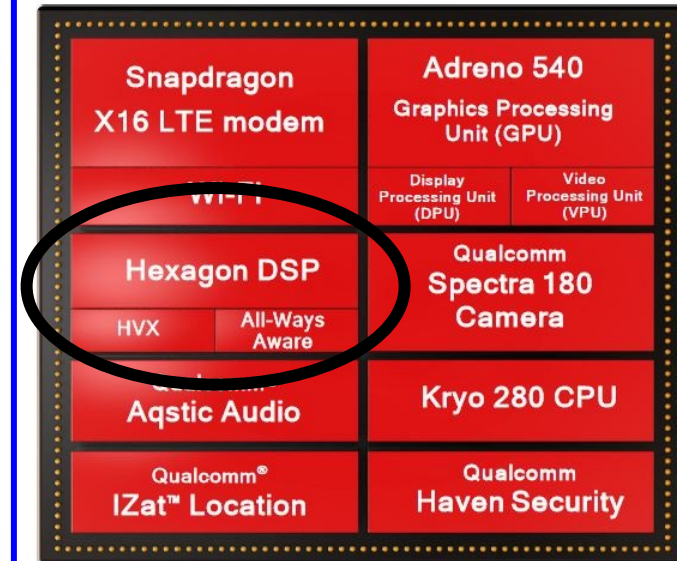 Snapdragon
X16 LTE modem
Wi-Fi
Hexagon DSP
HVX
All-Ways
Aware
Aqstic Audio
Qualcomm®
IZat™ Location
Adreno 540
Graphics Processing
Unit (GPU)
Display
Processing Unit
(DPU)
Video
Processing Unit
(VPU)
Qualcomm
Spectra 180
Camera
Kryo 280 CPU
Qualcomm
Haven Security